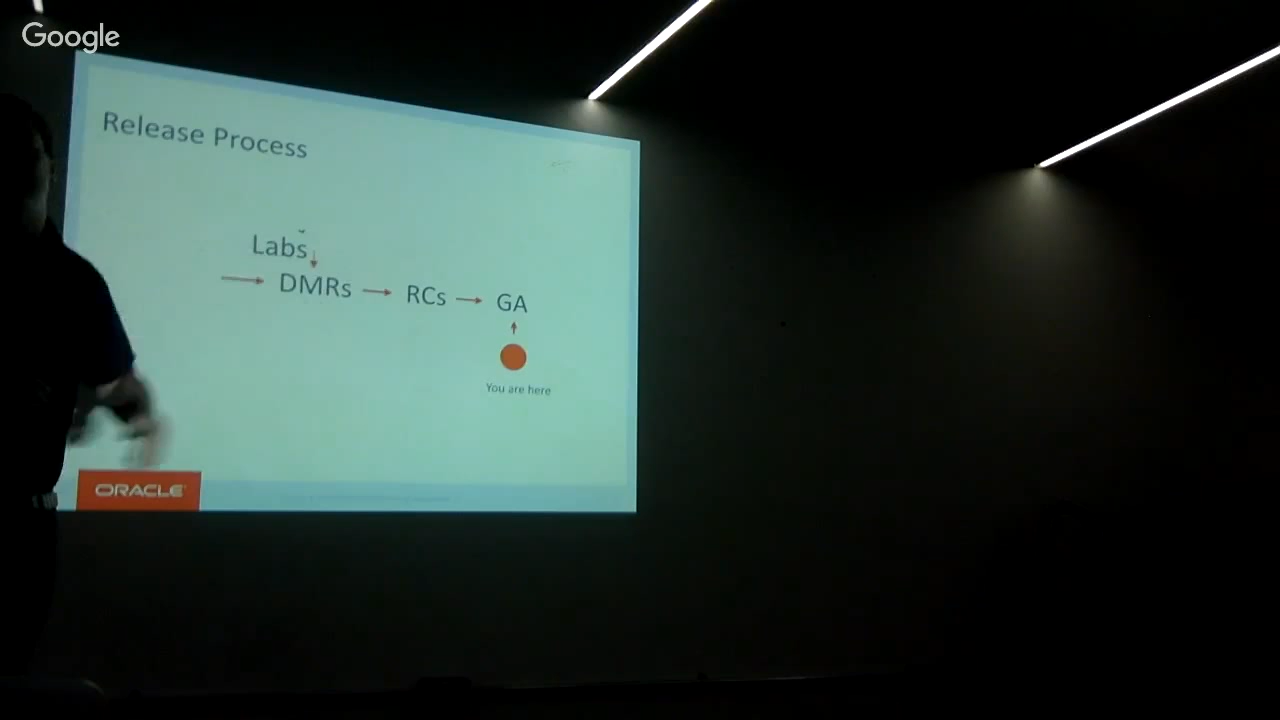 Google
Release Process
Labs
DMRs
RCs
GA
You are here
ORACLE